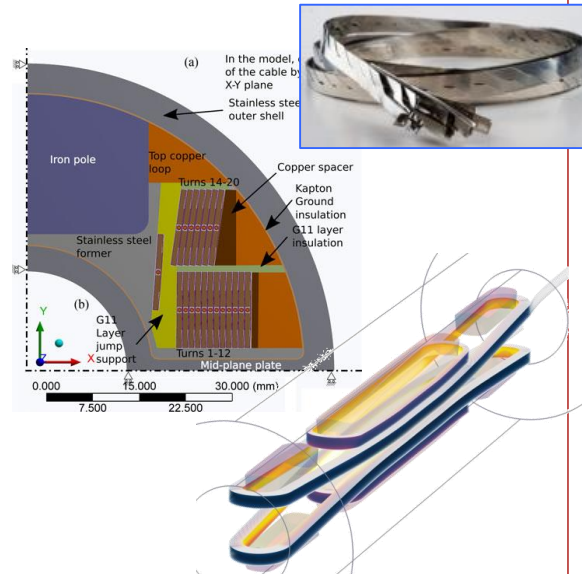 (a)
In the model,
of the cable by
X-Y plane
Stainless
outer shell
Iron pole
Top copper
loop
Copper spacer
Turns 14-20
Kapton
Ground
insulation
G11 layer
insulation
Stainless steel
former
(b)
G11
Layer
jump
support
Y
Z
X
Turns 1-12
Mid-plane plate
0.000
15.000
30.000 (mm)
7.500
22.500